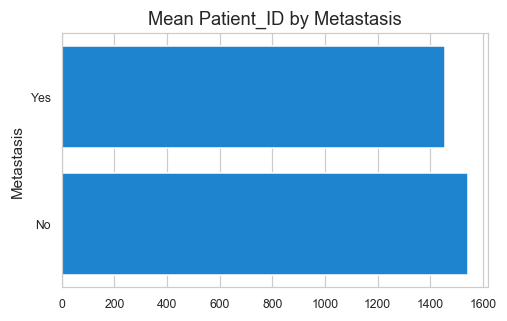 Mean Patient_ID by Metastasis
Metastasis
Yes
No
0 200 400 600 800 1000 1200 1400 1600